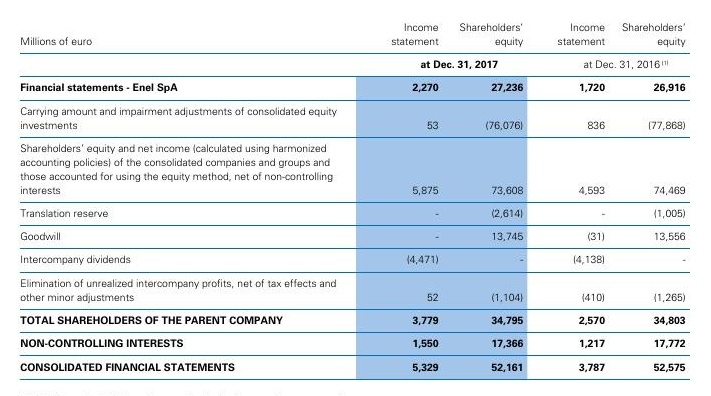 Income Shareholders' Income Shareholders'
Millions of euro statement equity statement equity
at Dec. 31, 2017 at Dec. 31, 2016 (1)
Financial statements - Enel SpA 2,270 27,236 1,720 26,916
Carrying amount and impairment adjustments of consolidated equity
investments 53 (76,076) 836 (77,868)
Shareholders' equity and net income (calculated using harmonized
accounting policies) of the consolidated companies and groups and
those accounted for using the equity method, net of non-controlling
interests 5,875 73,608 4,593 74,469
Translation reserve - (2,614) - (1,005)
Goodwill - 13,745 (31) 13,556
Intercompany dividends (4,471) - (4,138) -
Elimination of unrealized intercompany profits, net of tax effects and
other minor adjustments 52 (1,104) (410) (1,265)
TOTAL SHAREHOLDERS OF THE PARENT COMPANY 3,779 34,795 2,570 34,803
NON-CONTROLLING INTERESTS 1,550 17,366 1,217 17,772
CONSOLIDATED FINANCIAL STATEMENTS 5,329 52,161 3,787 52,575